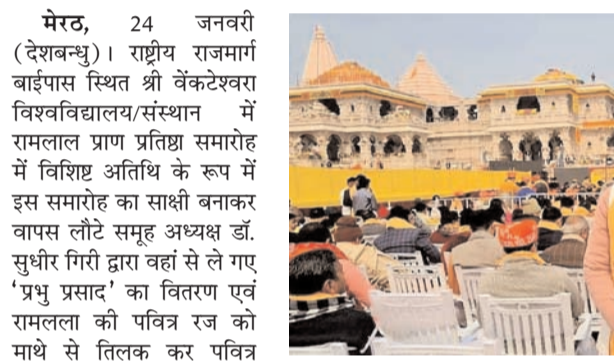 मेरठ, 24 जनवरी
(देशबन्धु)। राष्ट्रीय राजमार्ग
बाईपास स्थित श्री वेंकटेश्वरा
विश्वविद्यालय/संस्थान में
रामलाल प्राण प्रतिष्ठा समारोह
में विशिष्ट अतिथि के रूप में
इस समारोह का साक्षी बनाकर
वापस लौटे समूह अध्यक्ष डॉ.
सुधीर गिरी द्वारा वहां से ले गए
‘प्रभु प्रसाद’ का वितरण एवं
रामलला की पवित्र रज को
माथे से तिलक कर पवित्र